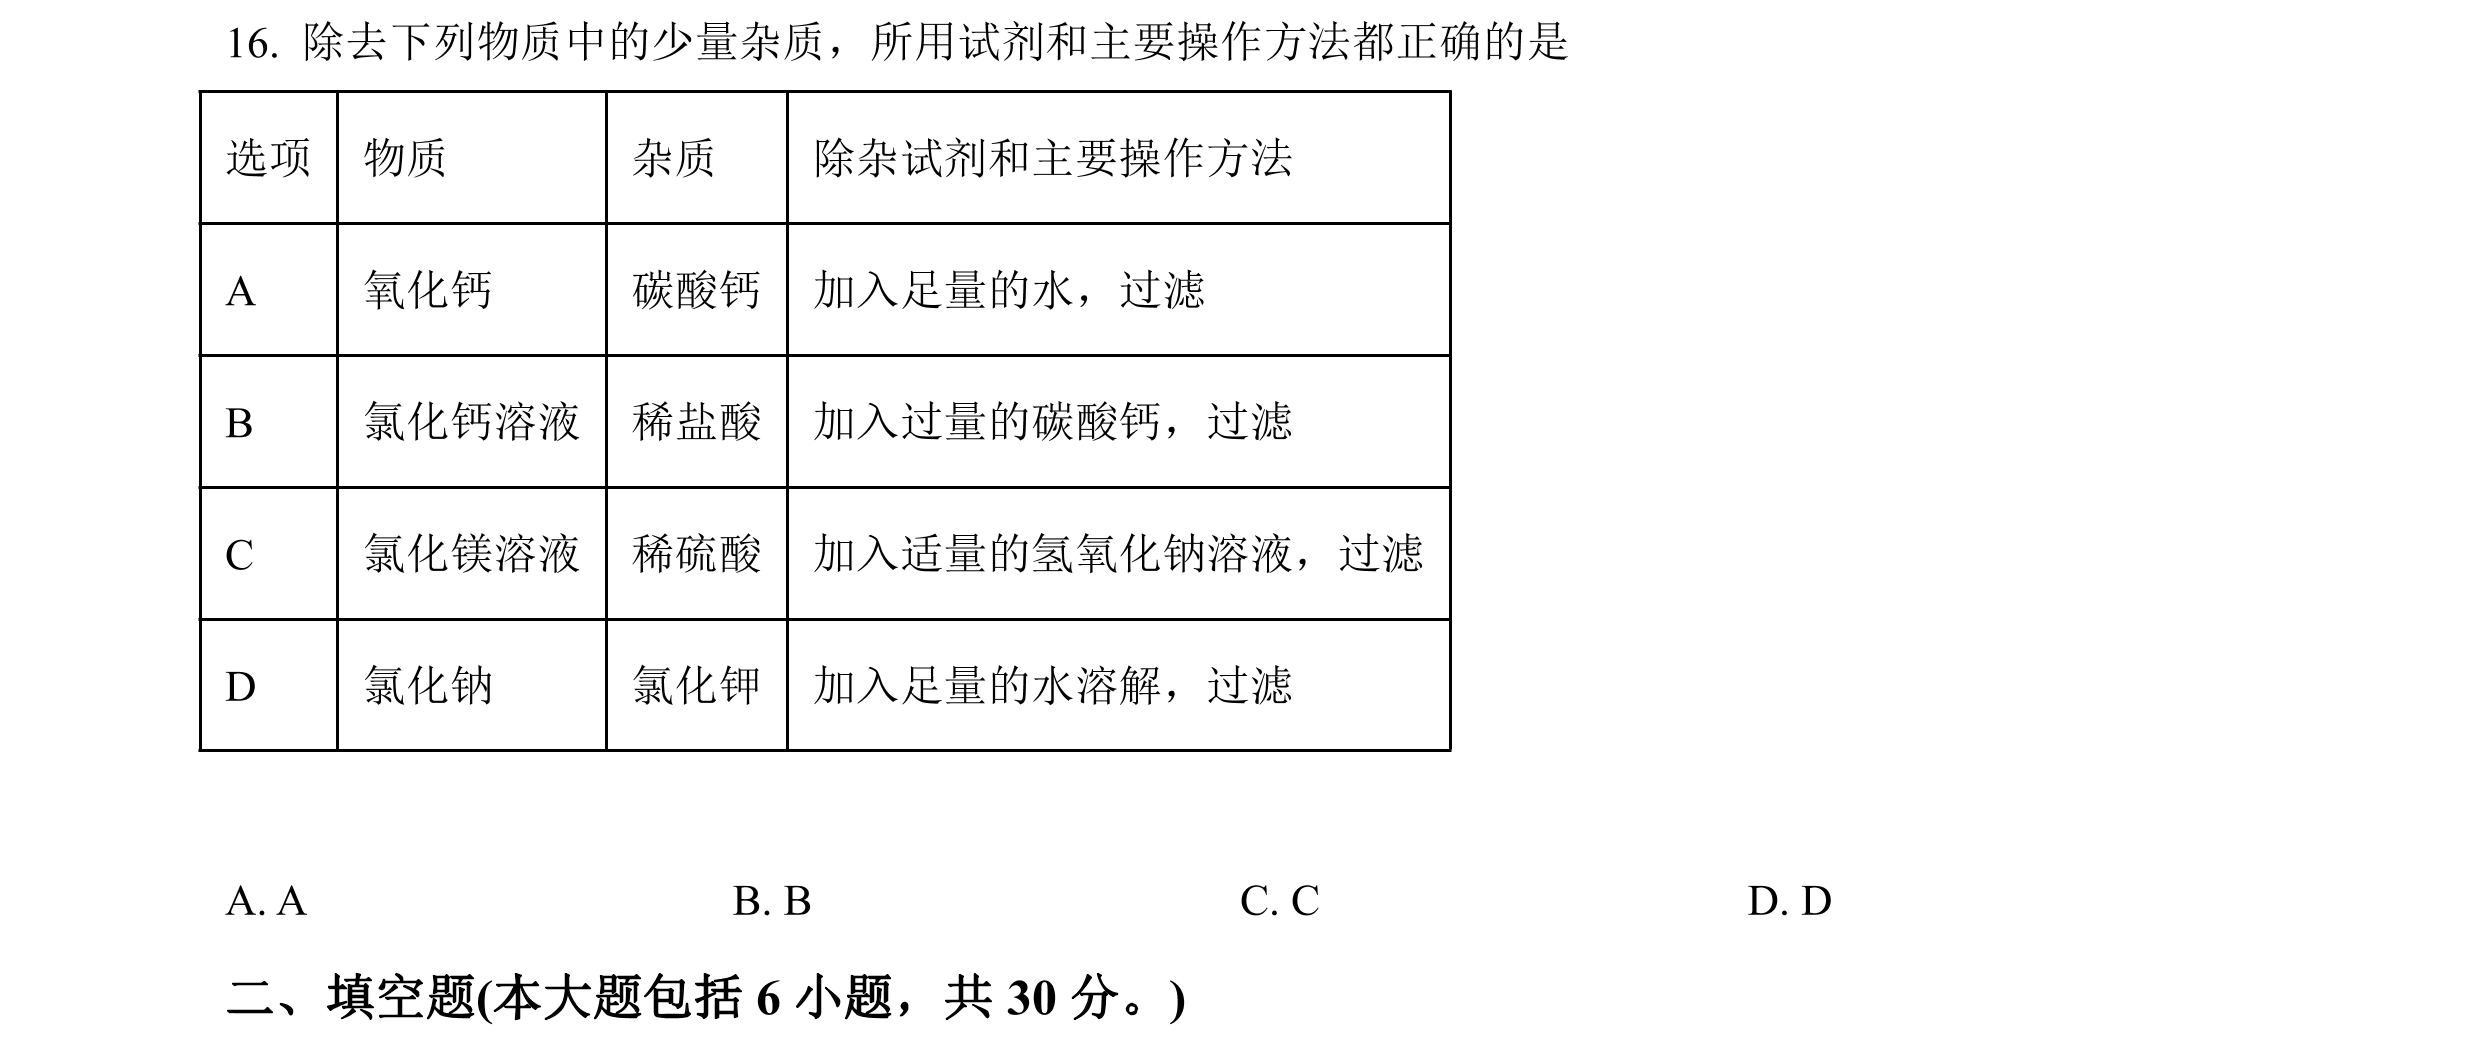 16. 除去下列物质中的少量杂质，所用试剂和主要操作方法都正确的是
选项 物质 杂质 除杂试剂和主要操作方法
A 氧化钙 碳酸钙 加入足量的水，过滤
B 氯化钙溶液 稀盐酸 加入过量的碳酸钙，过滤
C 氯化镁溶液 稀硫酸 加入适量的氢氧化钠溶液，过滤
D 氯化钠 氯化钾 加入足量的水溶解，过滤
A. A B. B C. C D. D
二、填空题(本大题包括 6 小题，共 30 分。)